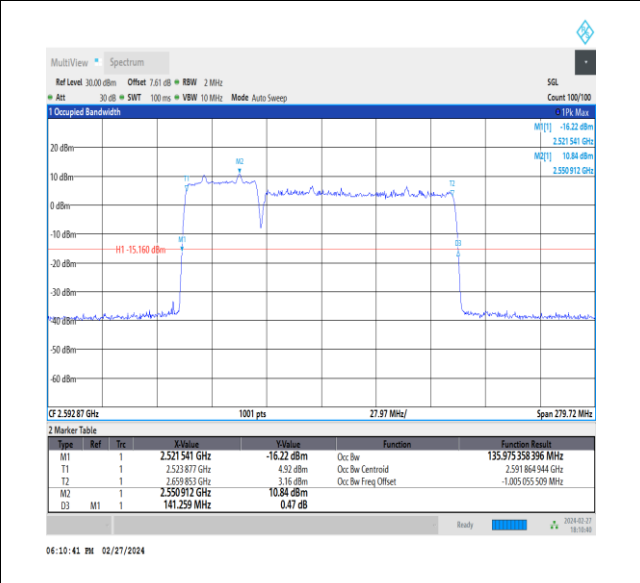 MultiView Spectrum
Ref Level 30.00 dBm Offset 7.61 dB RBW 2 MHz SGL
Att 30 dB SWT 100 ms VBW 10 MHz Mode Auto Sweep Count 100/100
1 Occupied Bandwidth 1Pk Max
M1[1] -16.22 dBm
2.521 541 GHz
M2[1] 10.84 dBm
2.550 912 GHz
20 dBm
M2
T1
T2
10 dBm
0 dBm
-10 dBm
M1
D3
H1 -15.160 dBm
-20 dBm
-30 dBm
-40 dBm
-50 dBm
-60 dBm
CF 2.592 87 GHz 1001 pts 27.97 MHz/ Span 279.72 MHz
2 Marker Table
Type Ref Trc X-Value Y-Value Function Function Result
M1 1 2.521 541 GHz -16.22 dBm Occ Bw 135.975 358 396 MHz
T1 1 2.523 877 GHz 4.92 dBm Occ Bw Centroid 2.591 864 944 GHz
T2 1 2.659 853 GHz 3.16 dBm Occ Bw Freq Offset -1.005 055 509 MHz
M2 1 2.550 912 GHz 10.84 dBm
D3 M1 1 141.259 MHz 0.47 dB
Ready 2024-02-27
06:10:41 PM 02/27/2024